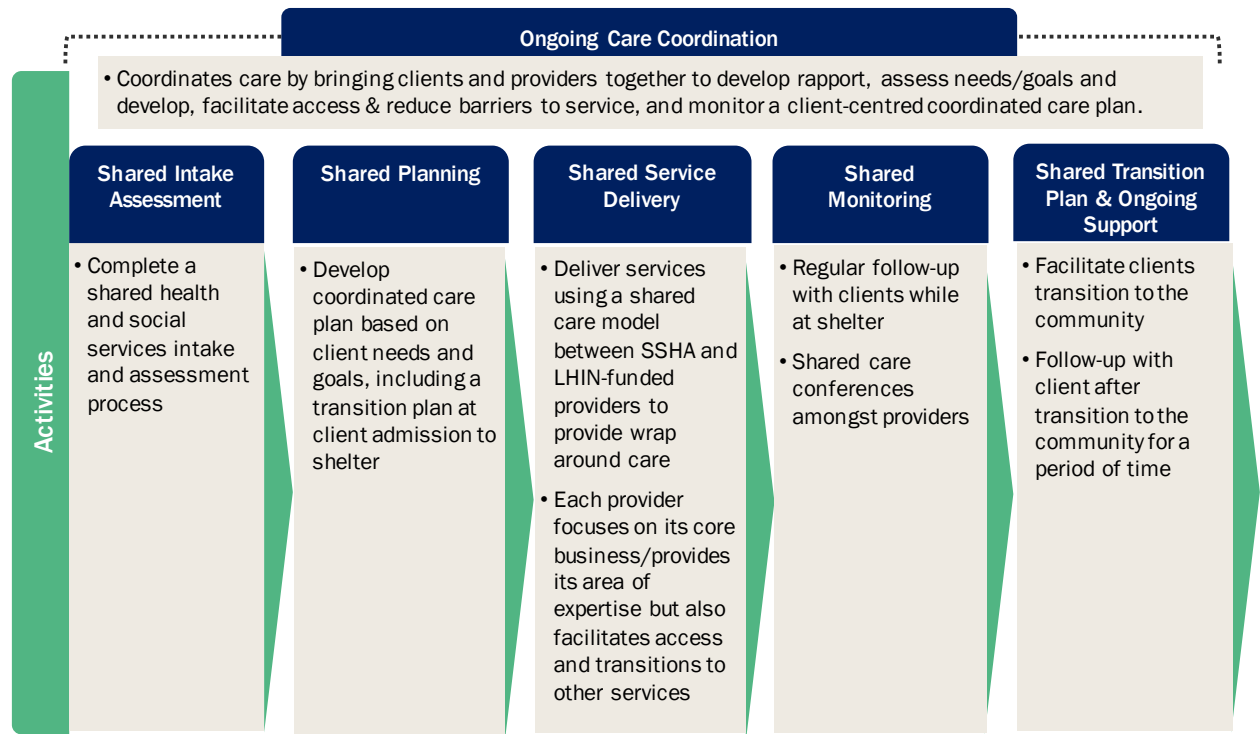 Ongoing Care Coordination
• Coordinates care by bringing clients and providers together to develop rapport, assess needs/goals and
develop, facilitate access & reduce barriers to service, and monitor a client-centred coordinated care plan.
Activities
Shared Intake
Assessment
• Complete a
shared health
and social
services intake
and assessment
process
Shared Planning
• Develop
coordinated care
plan based on
client needs and
goals, including a
transition plan at
client admission to
shelter
Shared Service
Delivery
• Deliver services
using a shared
care model
between SSHA and
LHIN-funded
providers to
provide wrap
around care
• Each provider
focuses on its core
business/provides
its area of
expertise but also
facilitates access
and transitions to
other services
Shared
Monitoring
• Regular follow-up
with clients while
at shelter
• Shared care
conferences
amongst providers
Shared Transition
Plan & Ongoing
Support
• Facilitate clients
transition to the
community
• Follow-up with
client after
transition to the
community for a
period of time